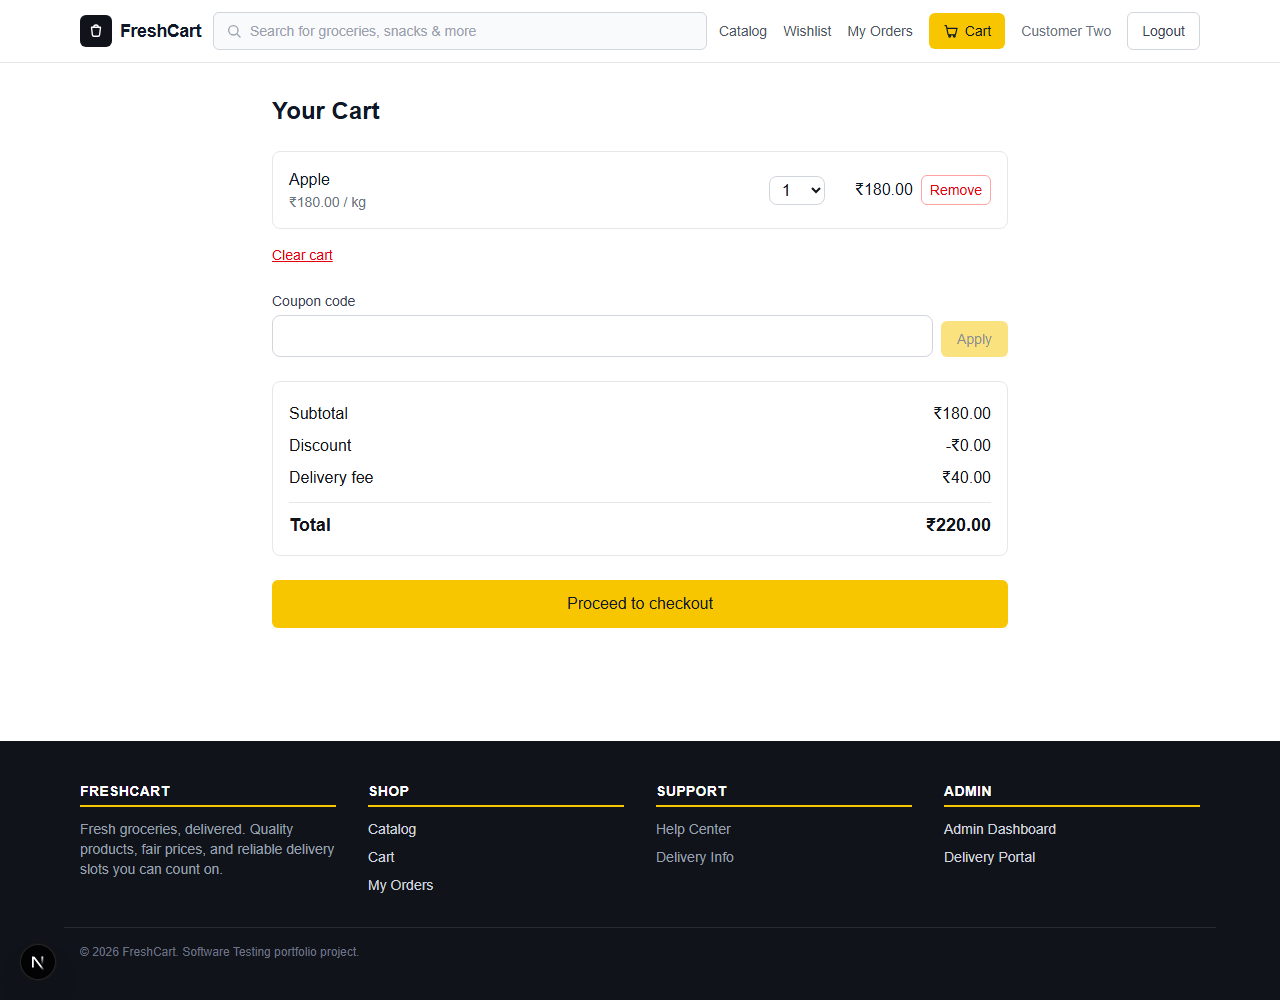 FreshCart
Search for groceries, snacks & more
Catalog
Wishlist
My Orders
Cart
Customer Two
Logout
Your Cart
Apple
₹180.00 / kg
1
₹180.00
Remove
Clear cart
Coupon code
Apply
Subtotal ₹180.00
Discount -₹0.00
Delivery fee ₹40.00
Total ₹220.00
Proceed to checkout
FRESHCART
Fresh groceries, delivered. Quality
products, fair prices, and reliable delivery
slots you can count on.
SHOP
Catalog
Cart
My Orders
SUPPORT
Help Center
Delivery Info
ADMIN
Admin Dashboard
Delivery Portal
© 2026 FreshCart. Software Testing portfolio project.
N